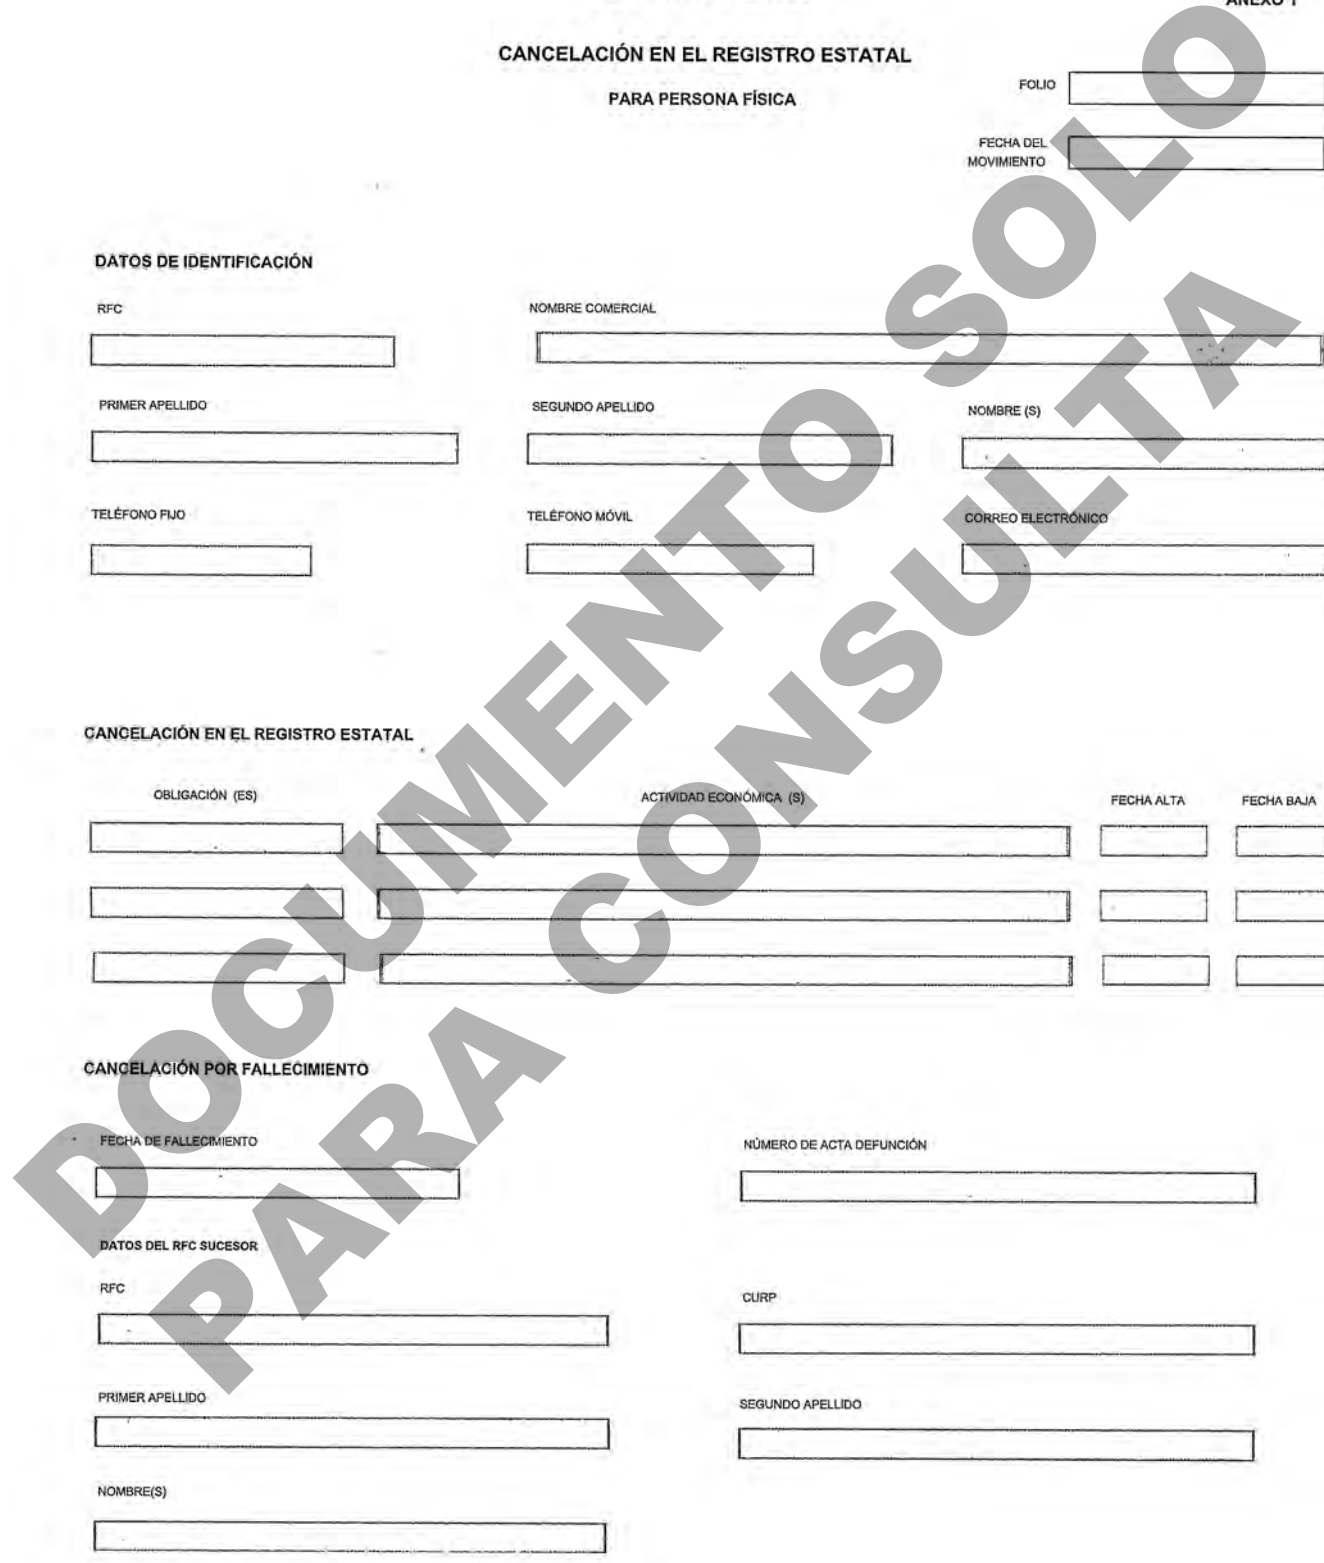 ANEXO 1
CANCELACIÓN EN EL REGISTRO ESTATAL
PARA PERSONA FÍSICA
FOLIO
FECHA DEL
MOVIMIENTO
DATOS DE IDENTIFICACIÓN
RFC
NOMBRE COMERCIAL
PRIMER APELLIDO
SEGUNDO APELLIDO
NOMBRE (S)
TELÉFONO FIJO
TELÉFONO MÓVIL
CORREO ELECTRÓNICO
CANCELACIÓN EN EL REGISTRO ESTATAL
OBLIGACIÓN (ES)
ACTIVIDAD ECONÓMICA (S)
FECHA ALTA
FECHA BAJA
CANCELACIÓN POR FALLECIMIENTO
FECHA DE FALLECIMIENTO
NÚMERO DE ACTA DEFUNCIÓN
DATOS DEL RFC SUCESOR
RFC
CURP
PRIMER APELLIDO
SEGUNDO APELLIDO
NOMBRE(S)
DOCUMENTO SOLO
PARA CONSULTA